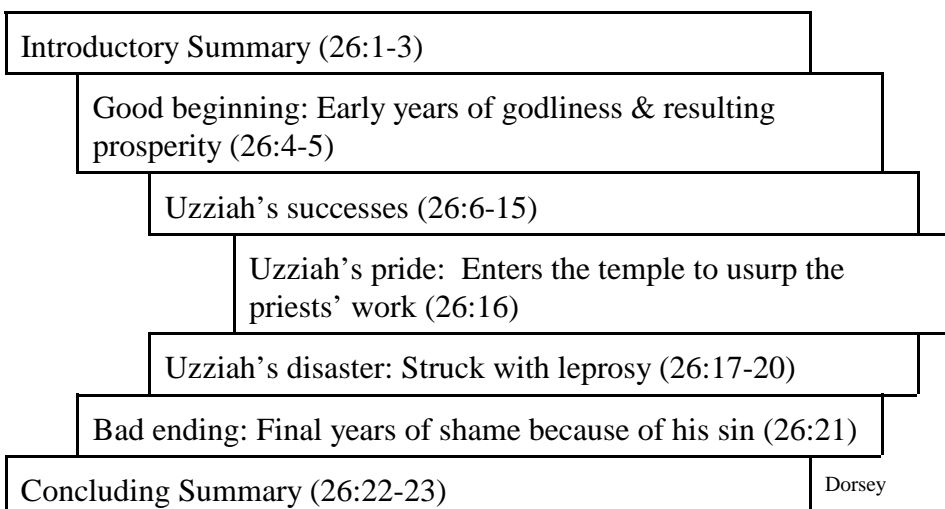 Introductory Summary (26:1-3)
Good beginning: Early years of godliness & resulting
prosperity (26:4-5)
Uzziah’s successes (26:6-15)
Uzziah’s pride:  Enters the temple to usurp the
priests’ work (26:16)
Uzziah’s disaster: Struck with leprosy (26:17-20)
Bad ending: Final years of shame because of his sin (26:21)
Concluding Summary (26:22-23)
Dorsey